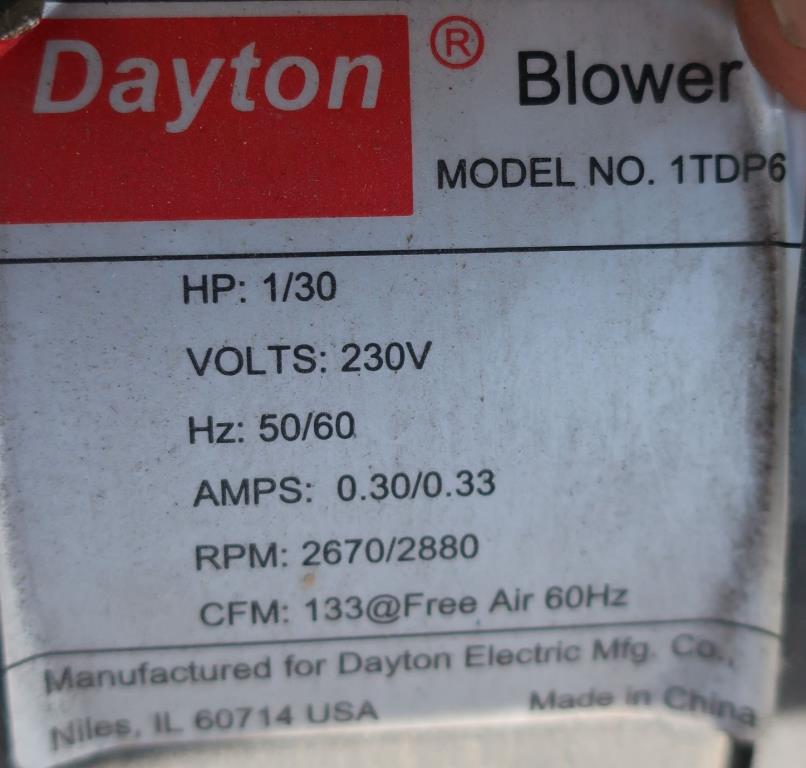 Dayton® Blower
MODEL NO. 1TDP6
HP: 1/30
VOLTS: 230V
Hz: 50/60
AMPS: 0.30/0.33
RPM: 2670/2880
CFM: 133@Free Air 60Hz
Manufactured for Dayton Electric Mfg. Co.,
Niles, IL 60714 USA Made in China